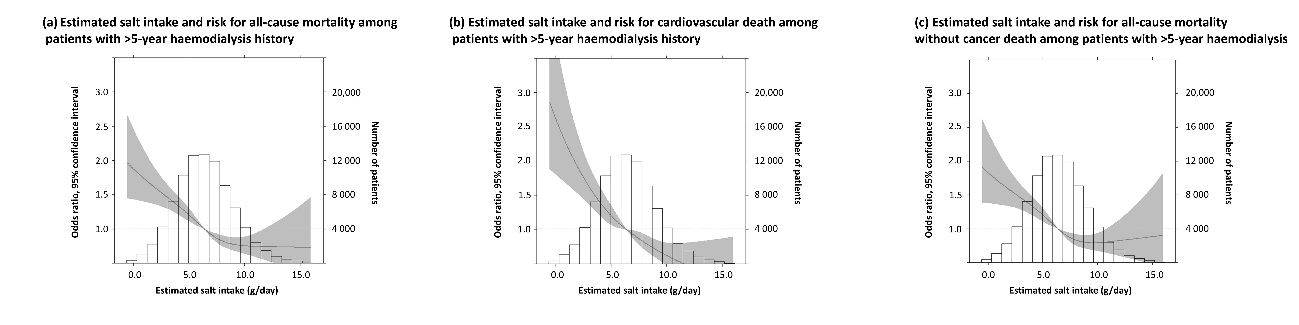 (a) Estimated salt intake and risk for all-cause mortality among
patients with >5-year haemodialysis history
Odds ratio, 95% confidence interval
3.0
2.5
2.0
1.5
1.0
20,000
16 000
12 000
8 000
4 000
Number of patients
0.0 5.0 10.0 15.0
Estimated salt intake (g/day)
(b) Estimated salt intake and risk for cardiovascular death among
patients with >5-year haemodialysis history
Odds ratio, 95% confidence interval
3.0
2.5
2.0
1.5
1.0
20,000
16 000
12 000
8 000
4 000
Number of patients
0.0 5.0 10.0 15.0
Estimated salt intake (g/day)
(c) Estimated salt intake and risk for all-cause mortality
without cancer death among patients with >5-year haemodialysis
Odds ratio, 95% confidence interval
3.0
2.5
2.0
1.5
1.0
20,000
16 000
12 000
8 000
4 000
Number of patients
0.0 5.0 10.0 15.0
Estimated salt intake (g/day)